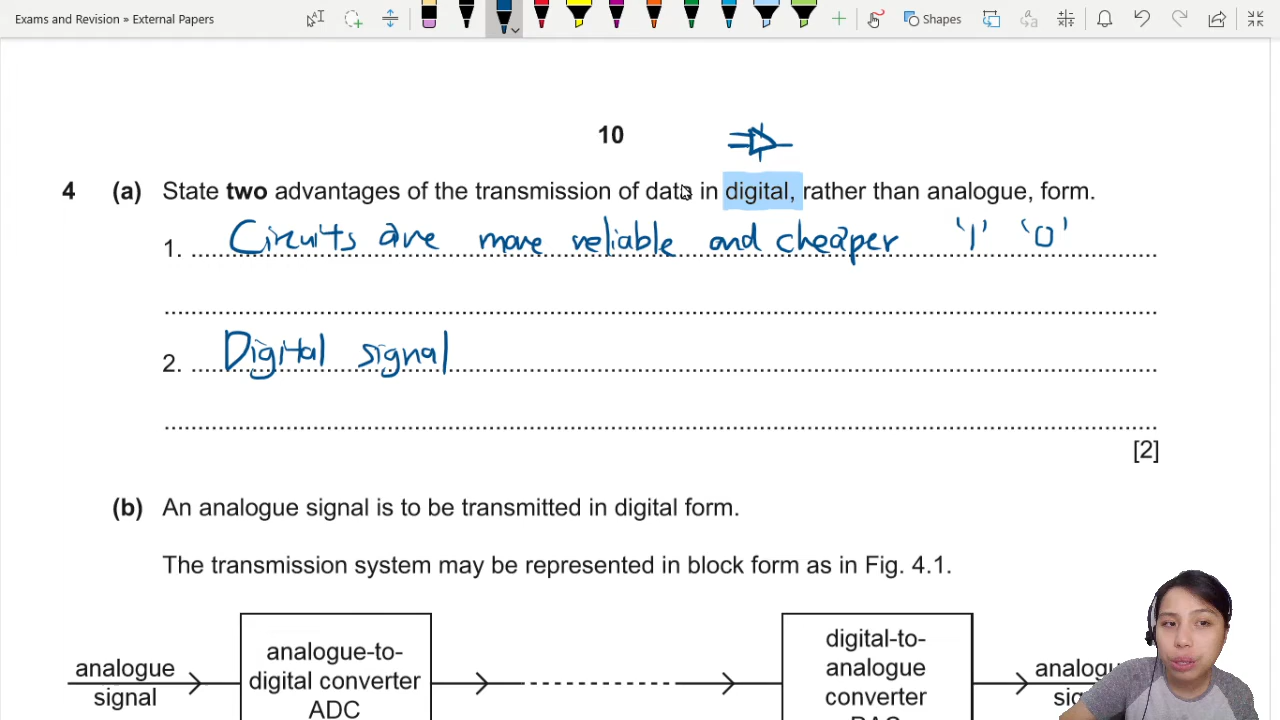 Exams and Revision » External Papers
Shapes
10
4 (a) State two advantages of the transmission of data in digital, rather than analogue, form.
1. Circuits are more reliable and cheaper '1' '0'
2. Digital signal
[2]
(b) An analogue signal is to be transmitted in digital form.
The transmission system may be represented in block form as in Fig. 4.1.
analogue signal
analogue-to-
digital converter
ADC
digital-to-
analogue
converter
DAC